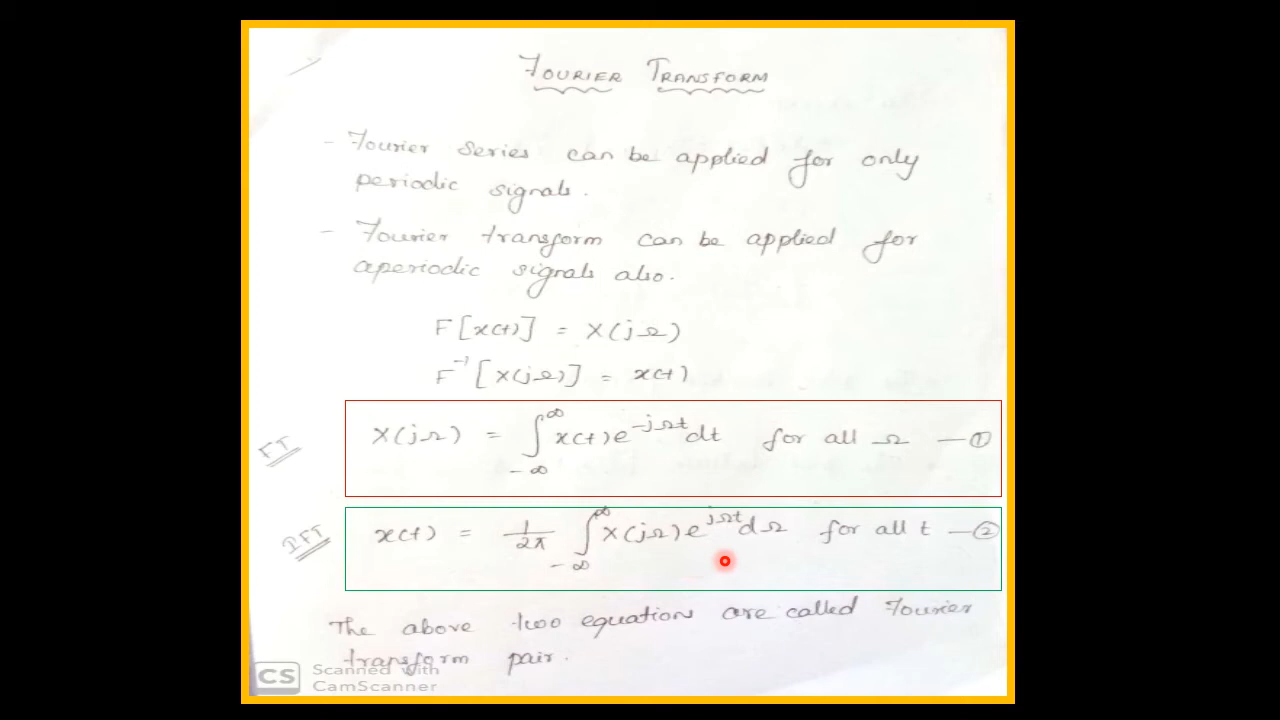 FOURIER TRANSFORM
- Fourier series can be applied for only
periodic signals.
- Fourier transform can be applied for
aperiodic signals also.
F[x(t)] = X(jΩ)
F⁻¹[X(jΩ)] = x(t)
FT X(jΩ) = ∫_{-∞}^{∞} x(t) e^{-jΩt} dt for all Ω —①
IFT x(t) = 1/2π ∫_{-∞}^{∞} X(jΩ) e^{jΩt} dΩ for all t —②
The above two equation are called Fourier
transform pair.
CS Scanned with
CamScanner